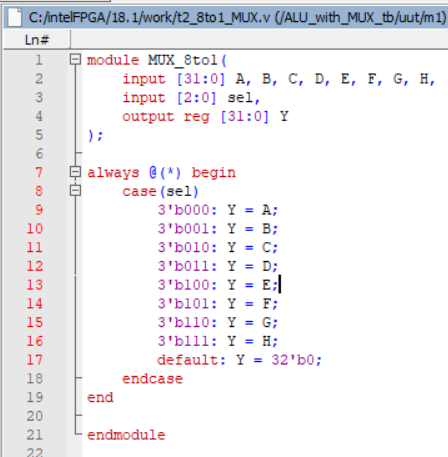 C:/intelFPGA/18.1/work/t2_8to1_MUX.v (/ALU_with_MUX_tb/uut/m1)
Ln#
1 module MUX_8to1(
2     input [31:0] A, B, C, D, E, F, G, H,
3     input [2:0] sel,
4     output reg [31:0] Y
5 );
6
7 always @(*) begin
8     case(sel)
9         3'b000: Y = A;
10         3'b001: Y = B;
11         3'b010: Y = C;
12         3'b011: Y = D;
13         3'b100: Y = E;
14         3'b101: Y = F;
15         3'b110: Y = G;
16         3'b111: Y = H;
17         default: Y = 32'b0;
18     endcase
19 end
20
21 endmodule
22